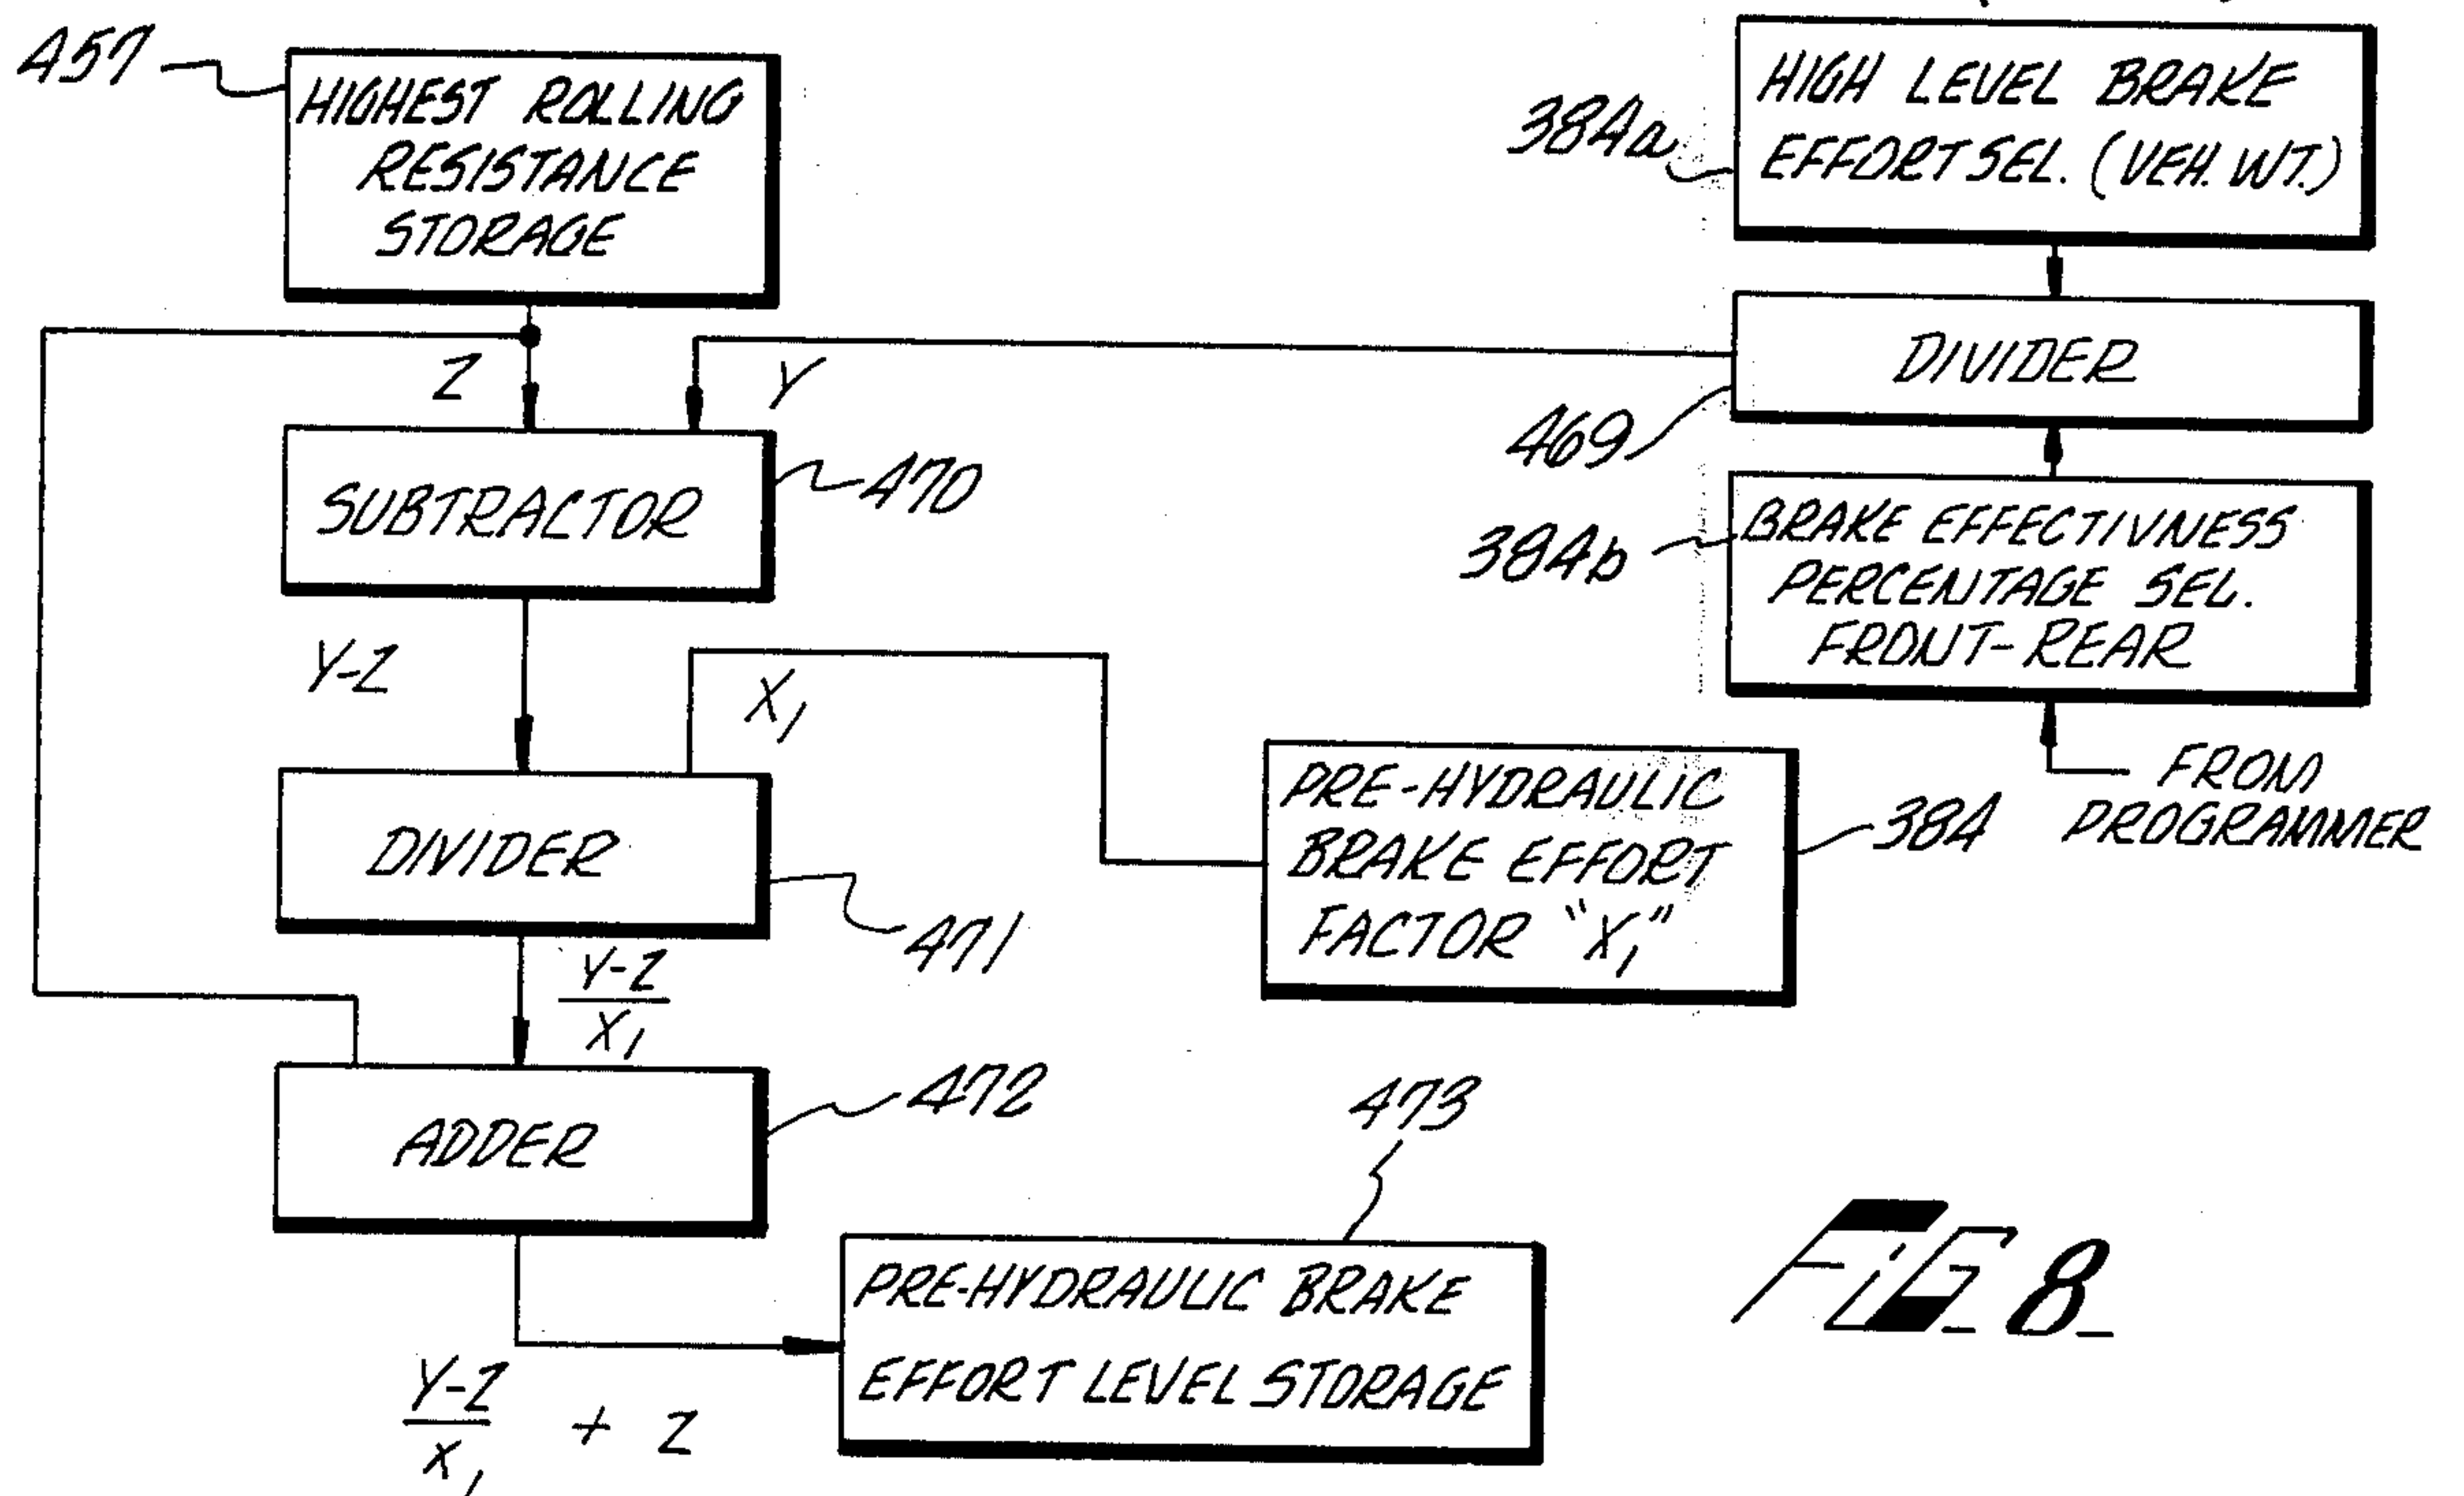 457
HIGHEST ROLLING
RESISTANCE
STORAGE
384a
HIGH LEVEL BRAKE
EFFORT SEL. (VEH. WT.)
Z
Y
DIVIDER
469
SUBTRACTOR
470
384b
BRAKE EFFECTIVNESS
PERCENTAGE SEL.
FRONT-REAR
Y-Z
X1
FROM
PROGRAMMER
PRE-HYDRAULIC
BRAKE EFFORT
FACTOR "X1"
384
DIVIDER
471
Y-Z
X1
ADDER
472
473
PRE-HYDRAULIC BRAKE
EFFORT LEVEL STORAGE
Y-Z
X1
+ Z
FIG 8